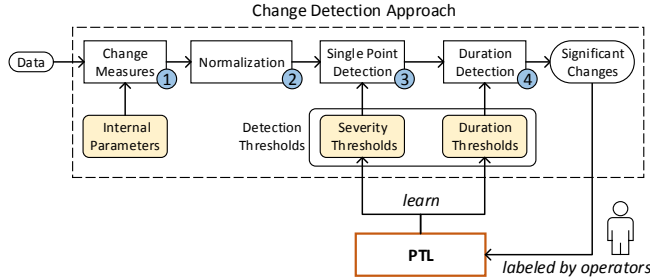 Change Detection Approach
Data
Change
Measures
1
Normalization
2
Single Point
Detection
3
Duration
Detection
4
Significant
Changes
Internal
Parameters
Detection
Thresholds
Severity
Thresholds
Duration
Thresholds
learn
PTL
labeled by operators